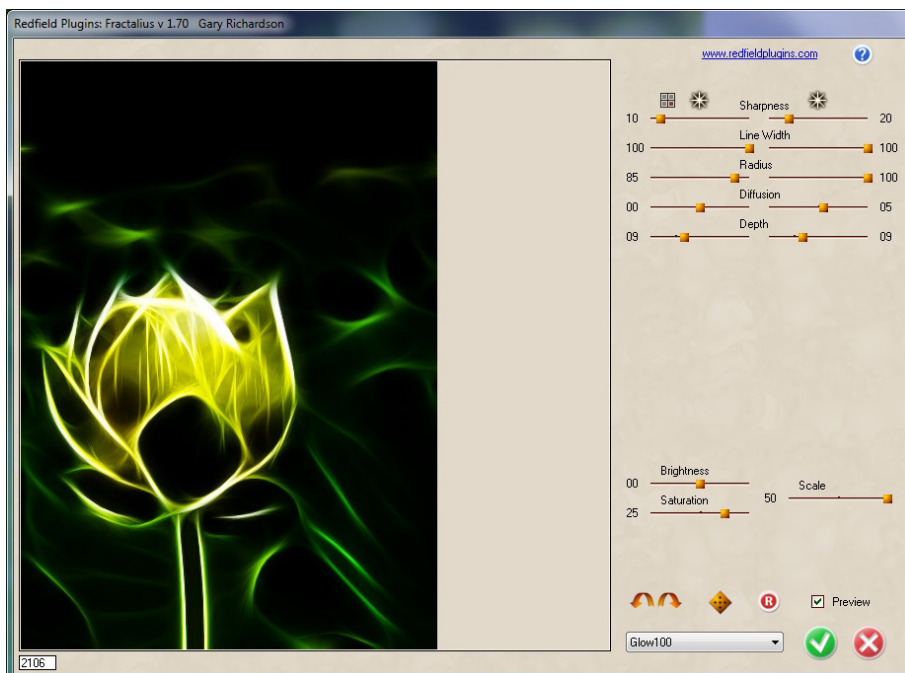 Redfield Plugins: Fractalius v 1.70 Gary Richardson
www.redfieldplugins.com ?
10 Sharpness 20
100 Line Width 100
85 Radius 100
00 Diffusion 05
09 Depth 09
00 Brightness
50 Scale
25 Saturation
R Preview
Glow100
2106